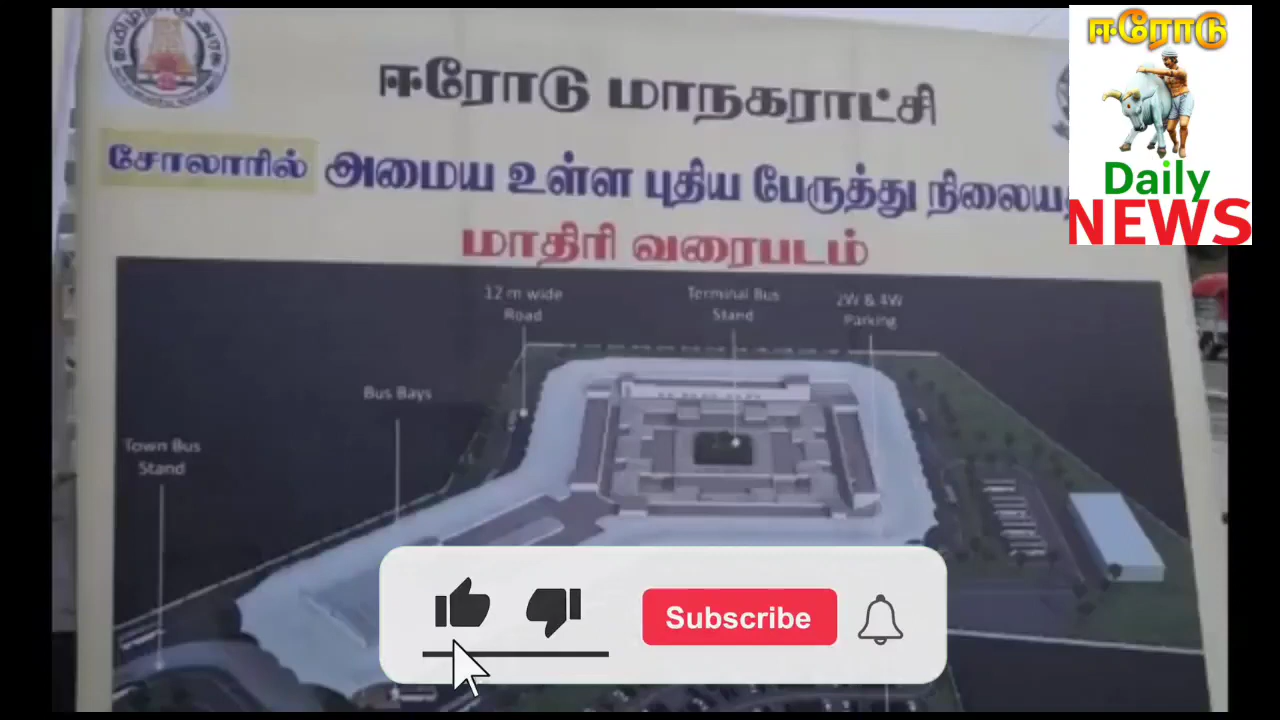 ஈரோடு மாநகராட்சி
சோலாரில் அமைய உள்ள புதிய பேருத்து நிலைய
மாதிரி வரைபடம்
12 m wide
Road
Terminal Bus
Stand
2W & 4W
Parking
Bus Bays
Town Bus
Stand
ஈரோடு
Daily
NEWS
Subscribe